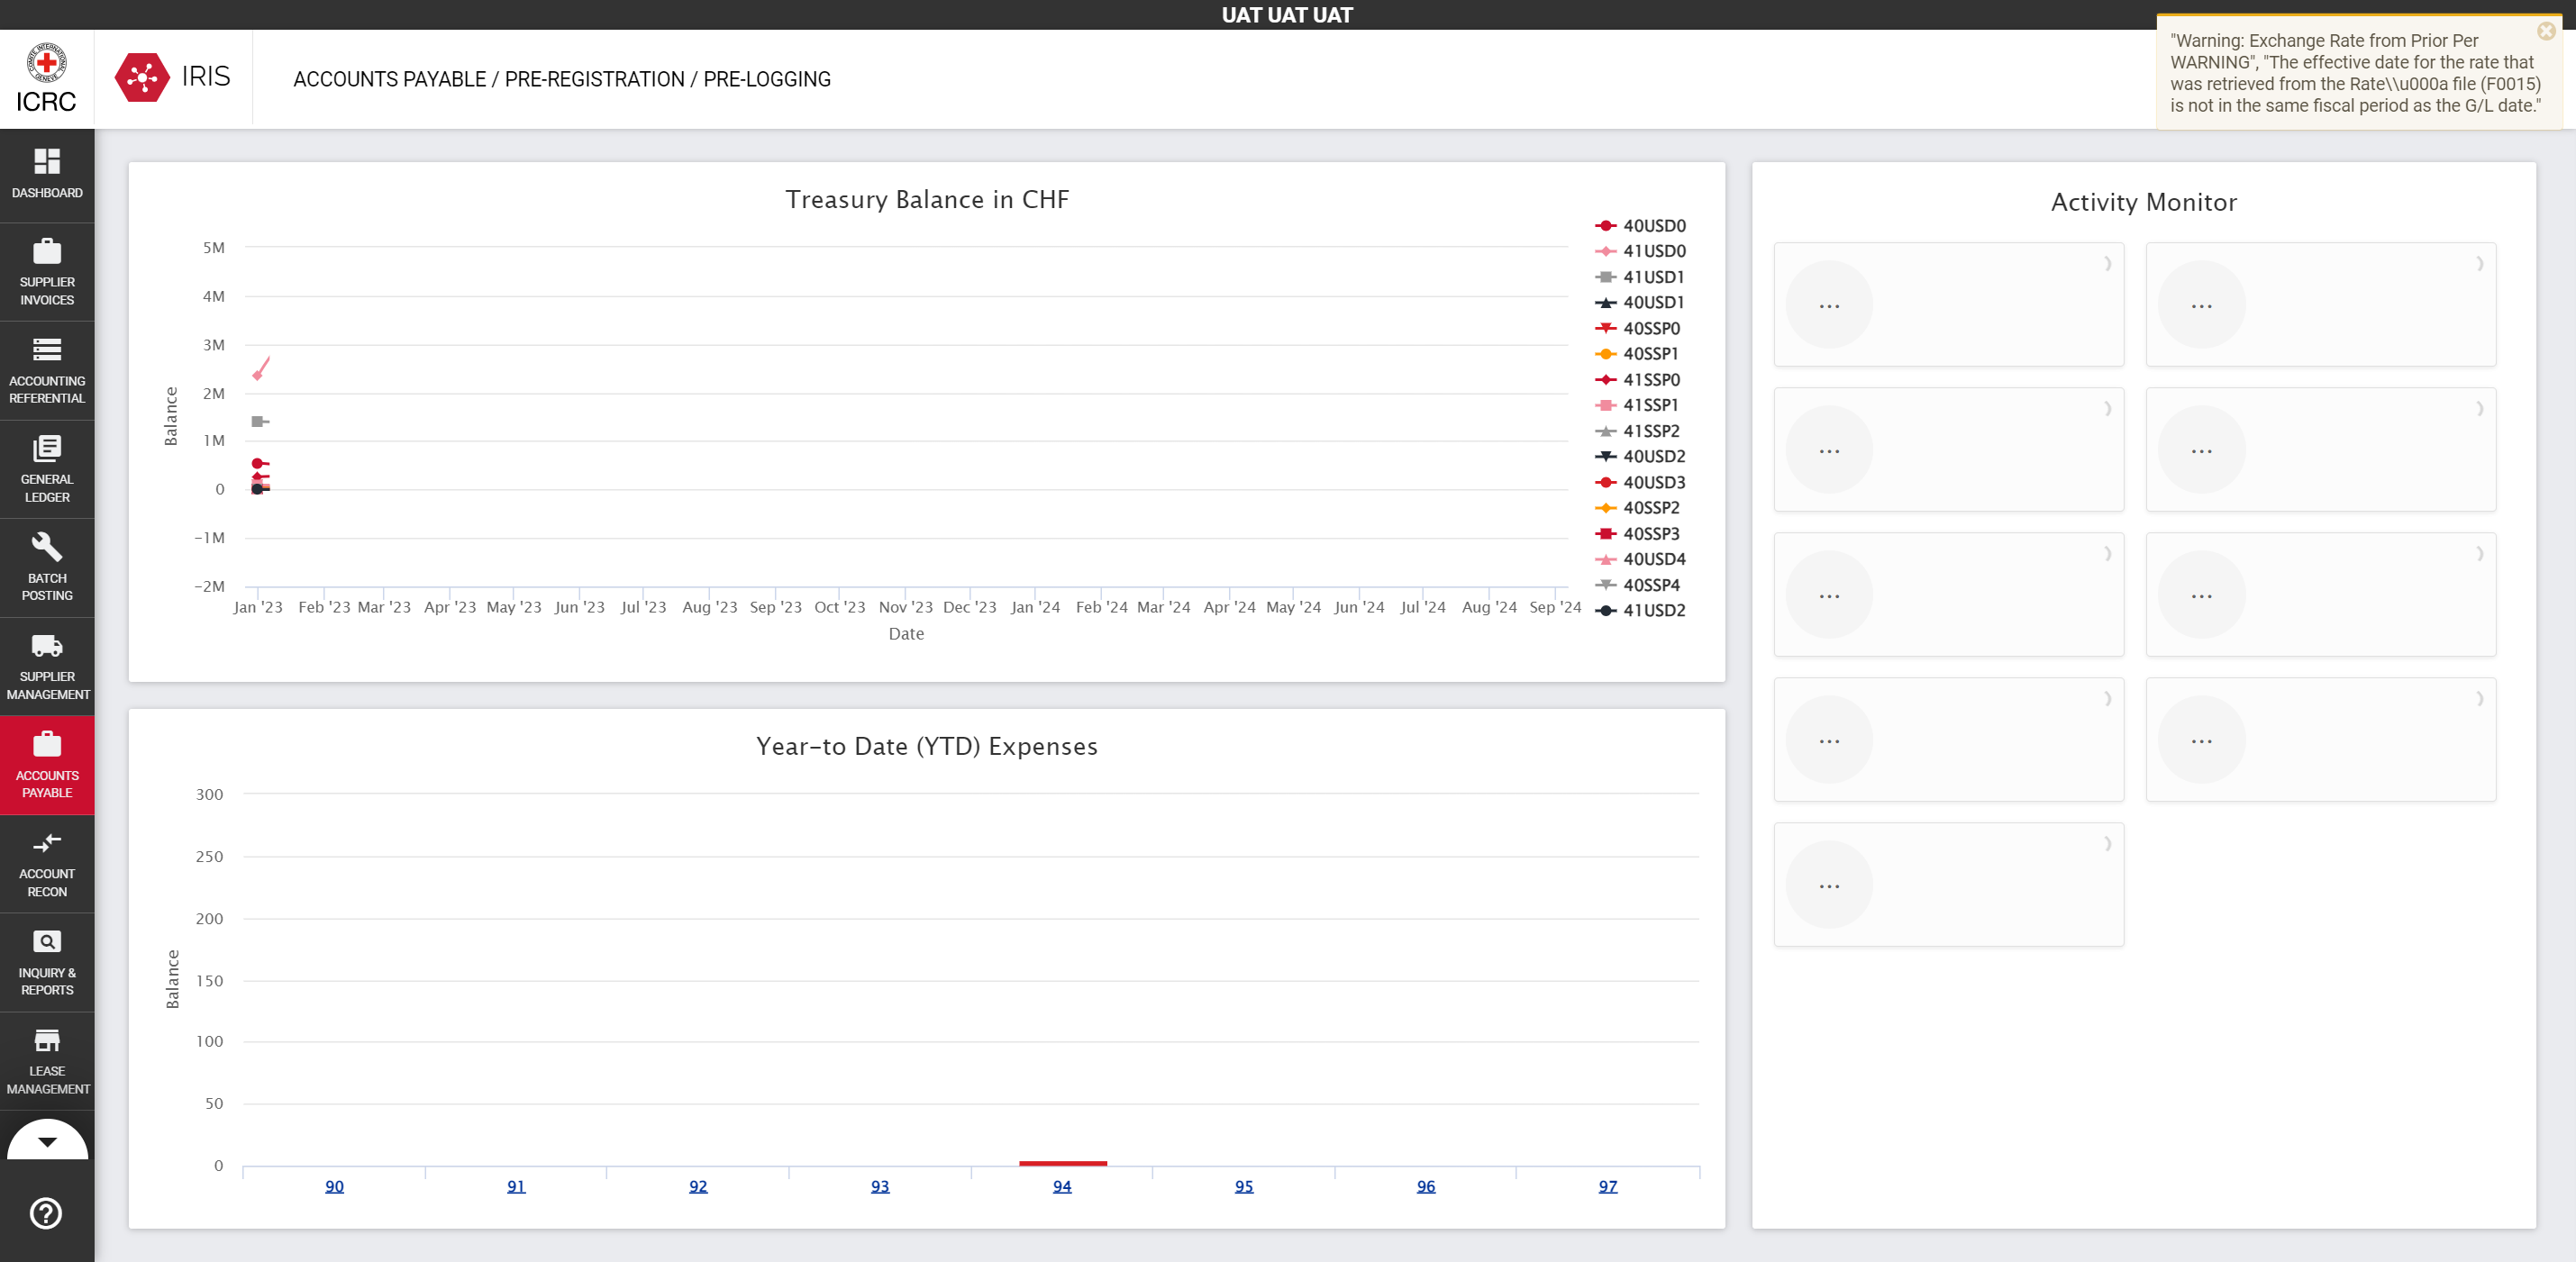 UAT UAT UAT
"Warning: Exchange Rate from Prior Per
WARNING", "The effective date for the rate that
was retrieved from the Rate\\u000a file (F0015)
is not in the same fiscal period as the G/L date."
COMITE INTERNATIONAL
GENEVE
ICRC
IRIS
ACCOUNTS PAYABLE / PRE-REGISTRATION / PRE-LOGGING
DASHBOARD
SUPPLIER
INVOICES
ACCOUNTING
REFERENTIAL
GENERAL
LEDGER
BATCH
POSTING
SUPPLIER
MANAGEMENT
ACCOUNTS
PAYABLE
ACCOUNT
RECON
INQUIRY &
REPORTS
LEASE
MANAGEMENT
Treasury Balance in CHF
5M
4M
3M
2M
1M
0
-1M
-2M
Balance
Jan '23 Feb '23 Mar '23 Apr '23 May '23 Jun '23 Jul '23 Aug '23 Sep '23 Oct '23 Nov '23 Dec '23 Jan '24 Feb '24 Mar '24 Apr '24 May '24 Jun '24 Jul '24 Aug '24 Sep '24
Date
40USD0
41USD0
41USD1
40USD1
40SSP0
40SSP1
41SSP0
41SSP1
41SSP2
40USD2
40USD3
40SSP2
40SSP3
40USD4
40SSP4
41USD2
Year-to Date (YTD) Expenses
300
250
200
150
100
50
0
Balance
90 91 92 93 94 95 96 97
Activity Monitor
... ...
... ...
... ...
... ...
...